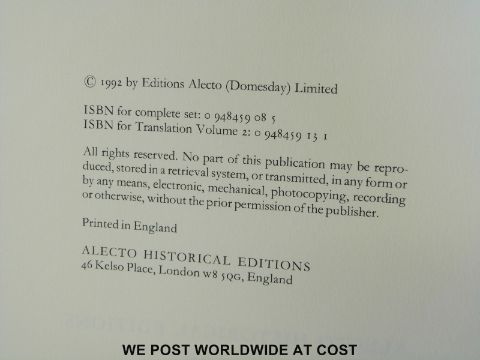 © 1992 by Editions Alecto (Domesday) Limited
ISBN for complete set: 0 948459 08 5
ISBN for Translation Volume 2: 0 948459 13 1
All rights reserved. No part of this publication may be repro-
duced, stored in a retrieval system, or transmitted, in any form or
by any means, electronic, mechanical, photocopying, recording
or otherwise, without the prior permission of the publisher.
Printed in England
ALECTO HISTORICAL EDITIONS
46 Kelso Place, London W8 5QG, England
WE POST WORLDWIDE AT COST